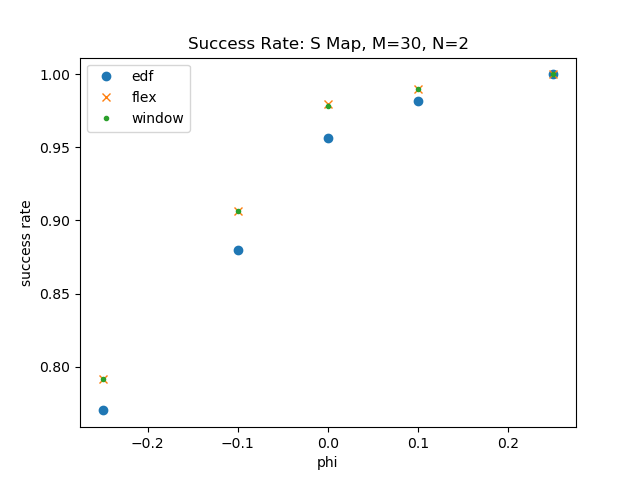 Success Rate: S Map, M=30, N=2
edf
flex
window
1.00
0.95
0.90
0.85
0.80
success rate
−0.2
−0.1
0.0
0.1
0.2
phi